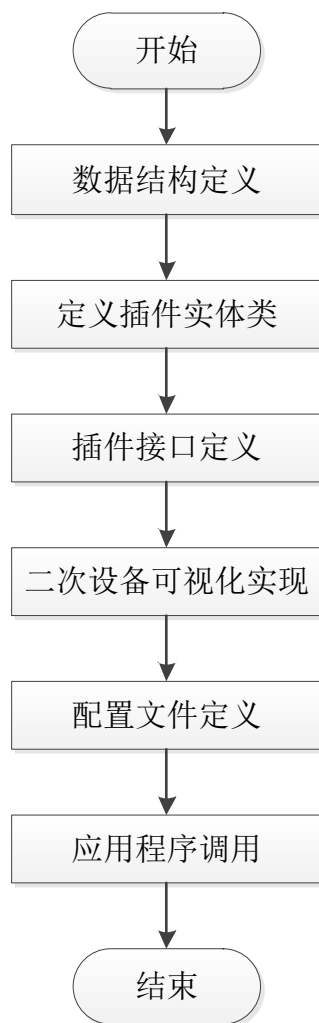 开始
数据结构定义
定义插件实体类
插件接口定义
二次设备可视化实现
配置文件定义
应用程序调用
结束